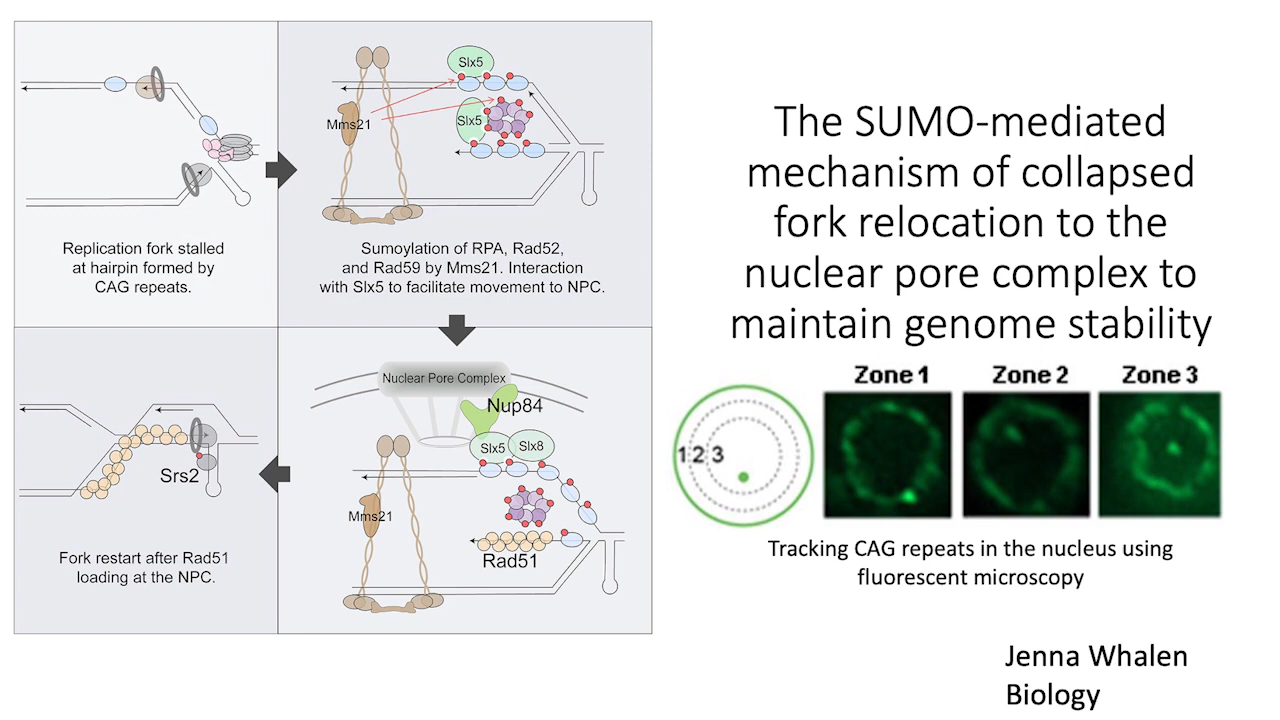 Slx5
Mms21
Slx5
Replication fork stalled
at hairpin formed by
CAG repeats.
Sumoylation of RPA, Rad52,
and Rad59 by Mms21. Interaction
with Slx5 to facilitate movement to NPC.
Srs2
Fork restart after Rad51
loading at the NPC.
Nuclear Pore Complex
Nup84
Slx5 Slx8
Mms21
Rad51
The SUMO-mediated
mechanism of collapsed
fork relocation to the
nuclear pore complex to
maintain genome stability
Zone 1 Zone 2 Zone 3
1 2 3
Tracking CAG repeats in the nucleus using
fluorescent microscopy
Jenna Whalen
Biology